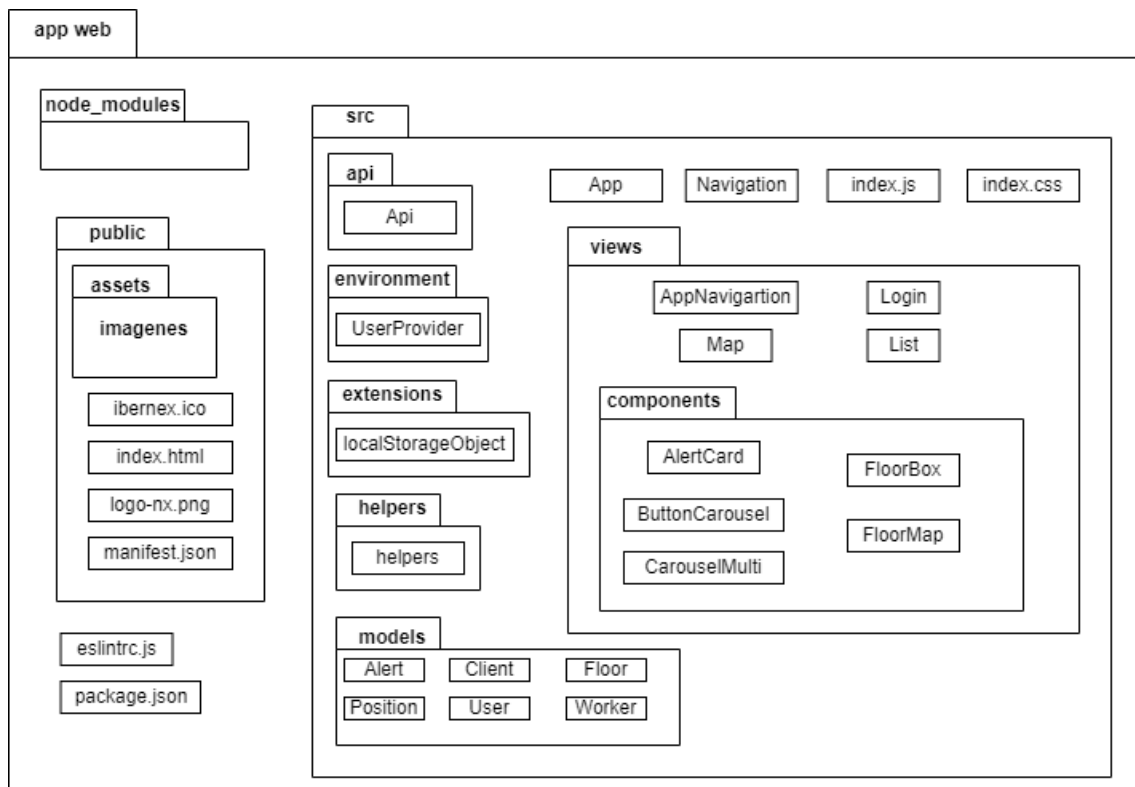 app web
node_modules
public
assets
imagenes
ibernex.ico
index.html
logo-nx.png
manifest.json
eslintrc.js
package.json
src
api
Api
environment
UserProvider
extensions
localStorageObject
helpers
helpers
models
Alert Client Floor
Position User Worker
App Navigation index.js index.css
views
AppNavigartion Login
Map List
components
AlertCard
FloorBox
ButtonCarousel
FloorMap
CarouselMulti